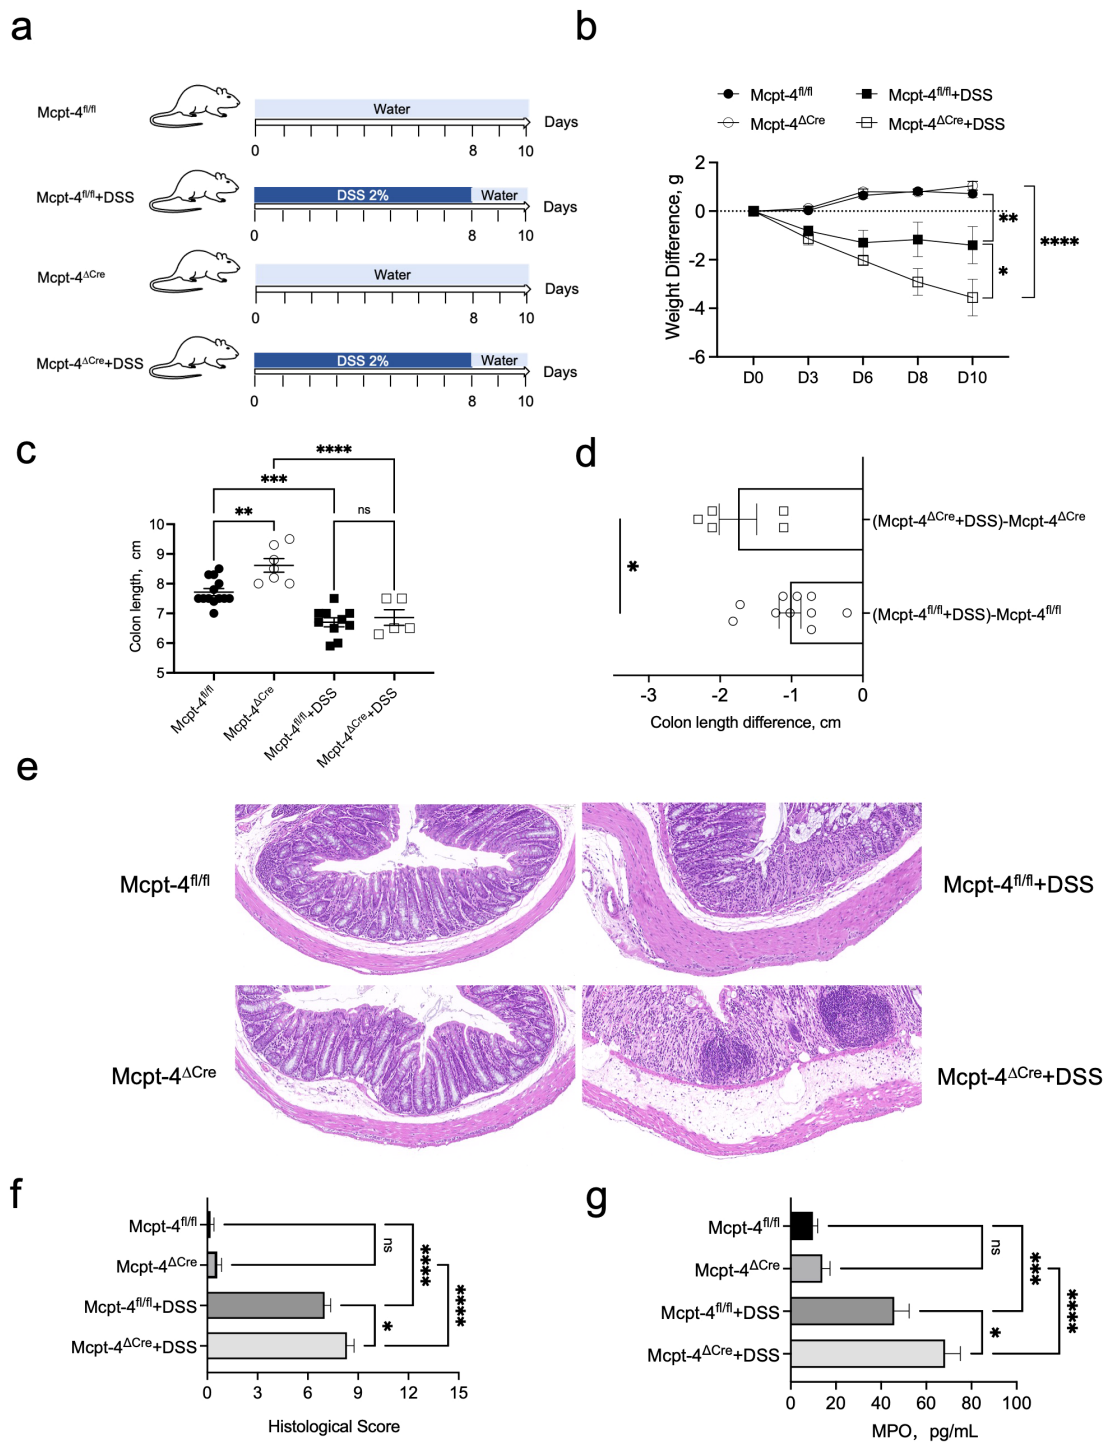 a
Mcpt-4fl/fl
Water
Days
0
8
10
Mcpt-4fl/fl+DSS
DSS 2%
Water
Days
0
8
10
Mcpt-4ΔCre
Water
Days
0
8
10
Mcpt-4ΔCre+DSS
DSS 2%
Water
Days
0
8
10
b
Mcpt-4fl/fl
Mcpt-4fl/fl+DSS
Mcpt-4ΔCre
Mcpt-4ΔCre+DSS
Weight Difference, g
2
0
-2
-4
-6
D0 D3 D6 D8 D10
**
*
****
c
****
***
**
ns
Colon length, cm
10
9
8
7
6
5
Mcpt-4fl/fl
Mcpt-4ΔCre
Mcpt-4fl/fl+DSS
Mcpt-4ΔCre+DSS
d
(Mcpt-4ΔCre+DSS)-Mcpt-4ΔCre
*
(Mcpt-4fl/fl+DSS)-Mcpt-4fl/fl
-3 -2 -1 0
Colon length difference, cm
e
Mcpt-4fl/fl
Mcpt-4fl/fl+DSS
Mcpt-4ΔCre
Mcpt-4ΔCre+DSS
f
Mcpt-4fl/fl
Mcpt-4ΔCre
Mcpt-4fl/fl+DSS
Mcpt-4ΔCre+DSS
ns
****
****
*
0 3 6 9 12 15
Histological Score
g
Mcpt-4fl/fl
Mcpt-4ΔCre
Mcpt-4fl/fl+DSS
Mcpt-4ΔCre+DSS
ns
***
****
*
0 20 40 60 80 100
MPO, pg/mL